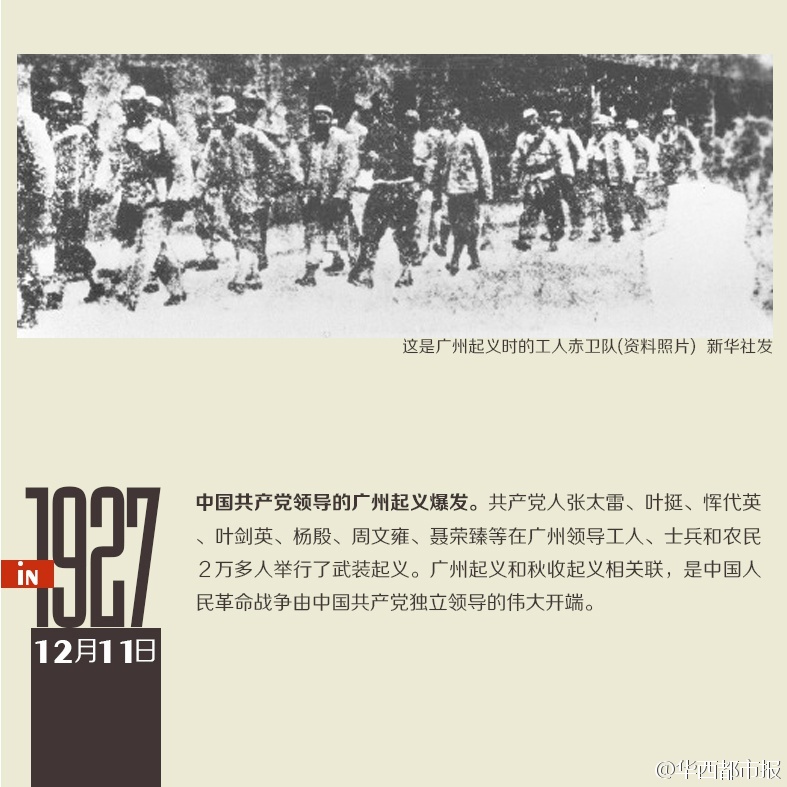 这是广州起义时的工人赤卫队(资料照片) 新华社发
in
1927
12月11日
中国共产党领导的广州起义爆发。共产党人张太雷、叶挺、恽代英
、叶剑英、杨殷、周文雍、聂荣臻等在广州领导工人、士兵和农民
２万多人举行了武装起义。广州起义和秋收起义相关联，是中国人
民革命战争由中国共产党独立领导的伟大开端。
@华西都市报